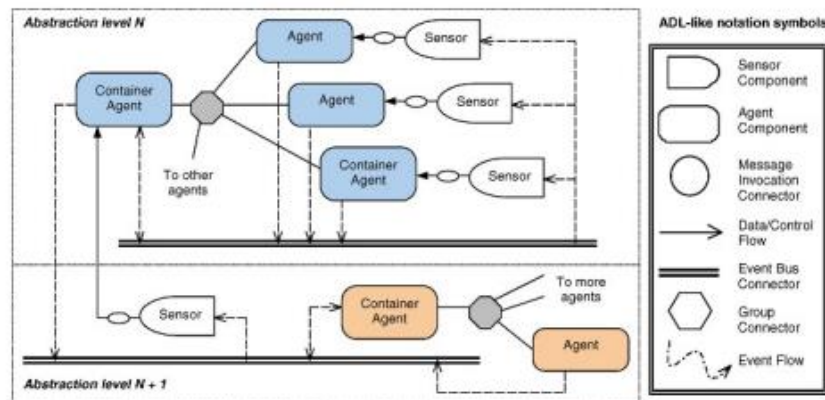 Abstraction level N
Agent
Sensor
Container
Agent
Agent
Sensor
To other
agents
Container
Agent
Sensor
Sensor
Container
Agent
To more
agents
Agent
Abstraction level N + 1
ADL-like notation symbols
Sensor
Component
Agent
Component
Message
Invocation
Connector
Data/Control
Flow
Event Bus
Connector
Group
Connector
Event Flow